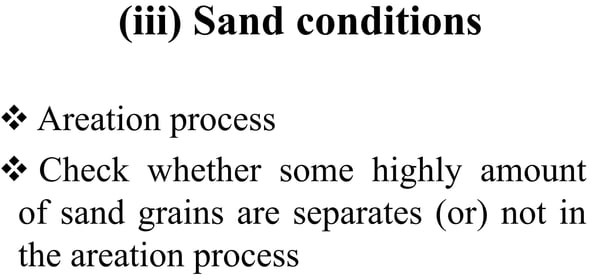 (iii) Sand conditions
❖ Areation process
❖ Check whether some highly amount
of sand grains are separates (or) not in
the areation process